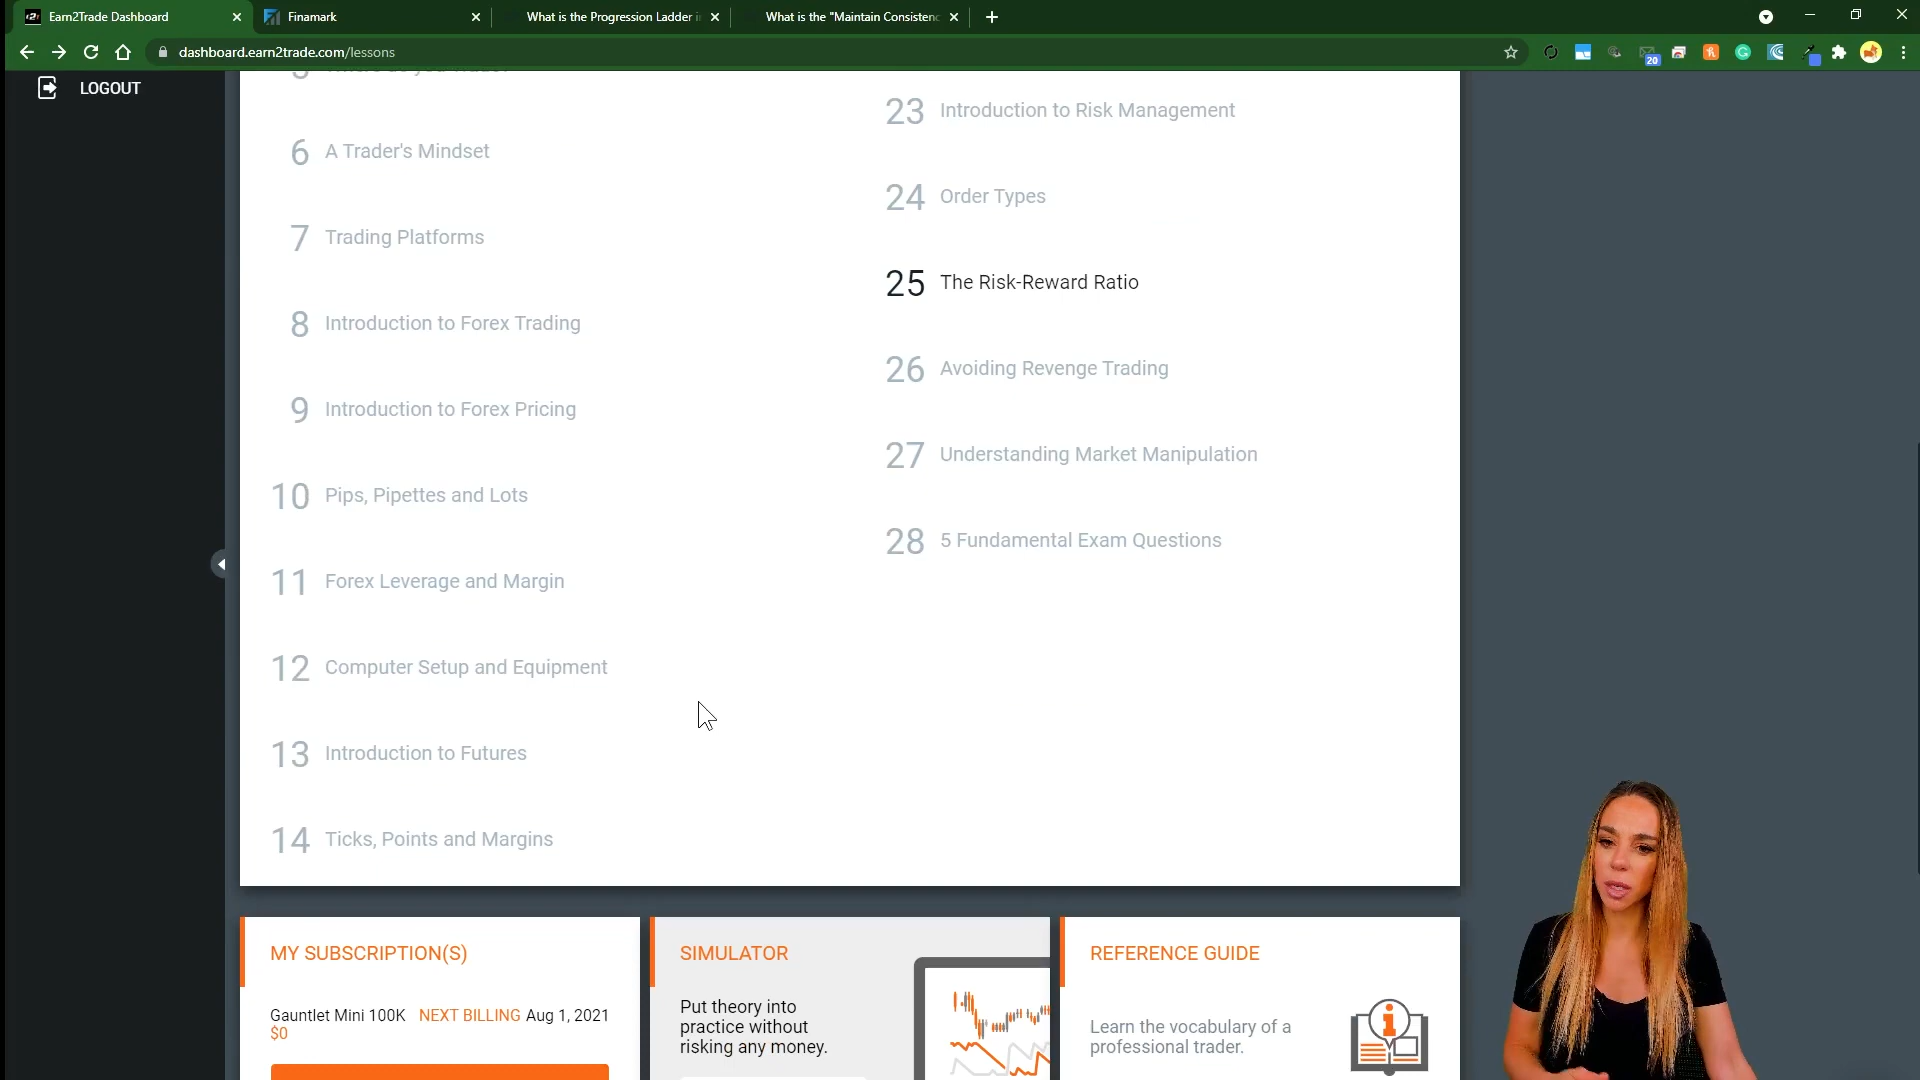 Earn2Trade Dashboard
Finamark
What is the Progression Ladder i
What is the "Maintain Consistenc
dashboard.earn2trade.com/lessons
20
LOGOUT
6 A Trader's Mindset
7 Trading Platforms
8 Introduction to Forex Trading
9 Introduction to Forex Pricing
10 Pips, Pipettes and Lots
11 Forex Leverage and Margin
12 Computer Setup and Equipment
13 Introduction to Futures
14 Ticks, Points and Margins
23 Introduction to Risk Management
24 Order Types
25 The Risk-Reward Ratio
26 Avoiding Revenge Trading
27 Understanding Market Manipulation
28 5 Fundamental Exam Questions
MY SUBSCRIPTION(S)
Gauntlet Mini 100K NEXT BILLING Aug 1, 2021
$0
SIMULATOR
Put theory into
practice without
risking any money.
REFERENCE GUIDE
Learn the vocabulary of a
professional trader.